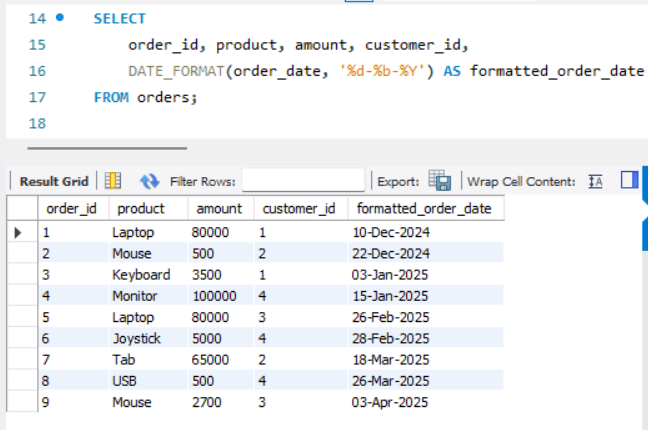 14 SELECT
15 order_id, product, amount, customer_id,
16 DATE_FORMAT(order_date, '%d-%b-%Y') AS formatted_order_date
17 FROM orders;
18
Result Grid Filter Rows: Export: Wrap Cell Content:
order_id product amount customer_id formatted_order_date
1 Laptop 80000 1 10-Dec-2024
2 Mouse 500 2 22-Dec-2024
3 Keyboard 3500 1 03-Jan-2025
4 Monitor 100000 4 15-Jan-2025
5 Laptop 80000 3 26-Feb-2025
6 Joystick 5000 4 28-Feb-2025
7 Tab 65000 2 18-Mar-2025
8 USB 500 4 26-Mar-2025
9 Mouse 2700 3 03-Apr-2025